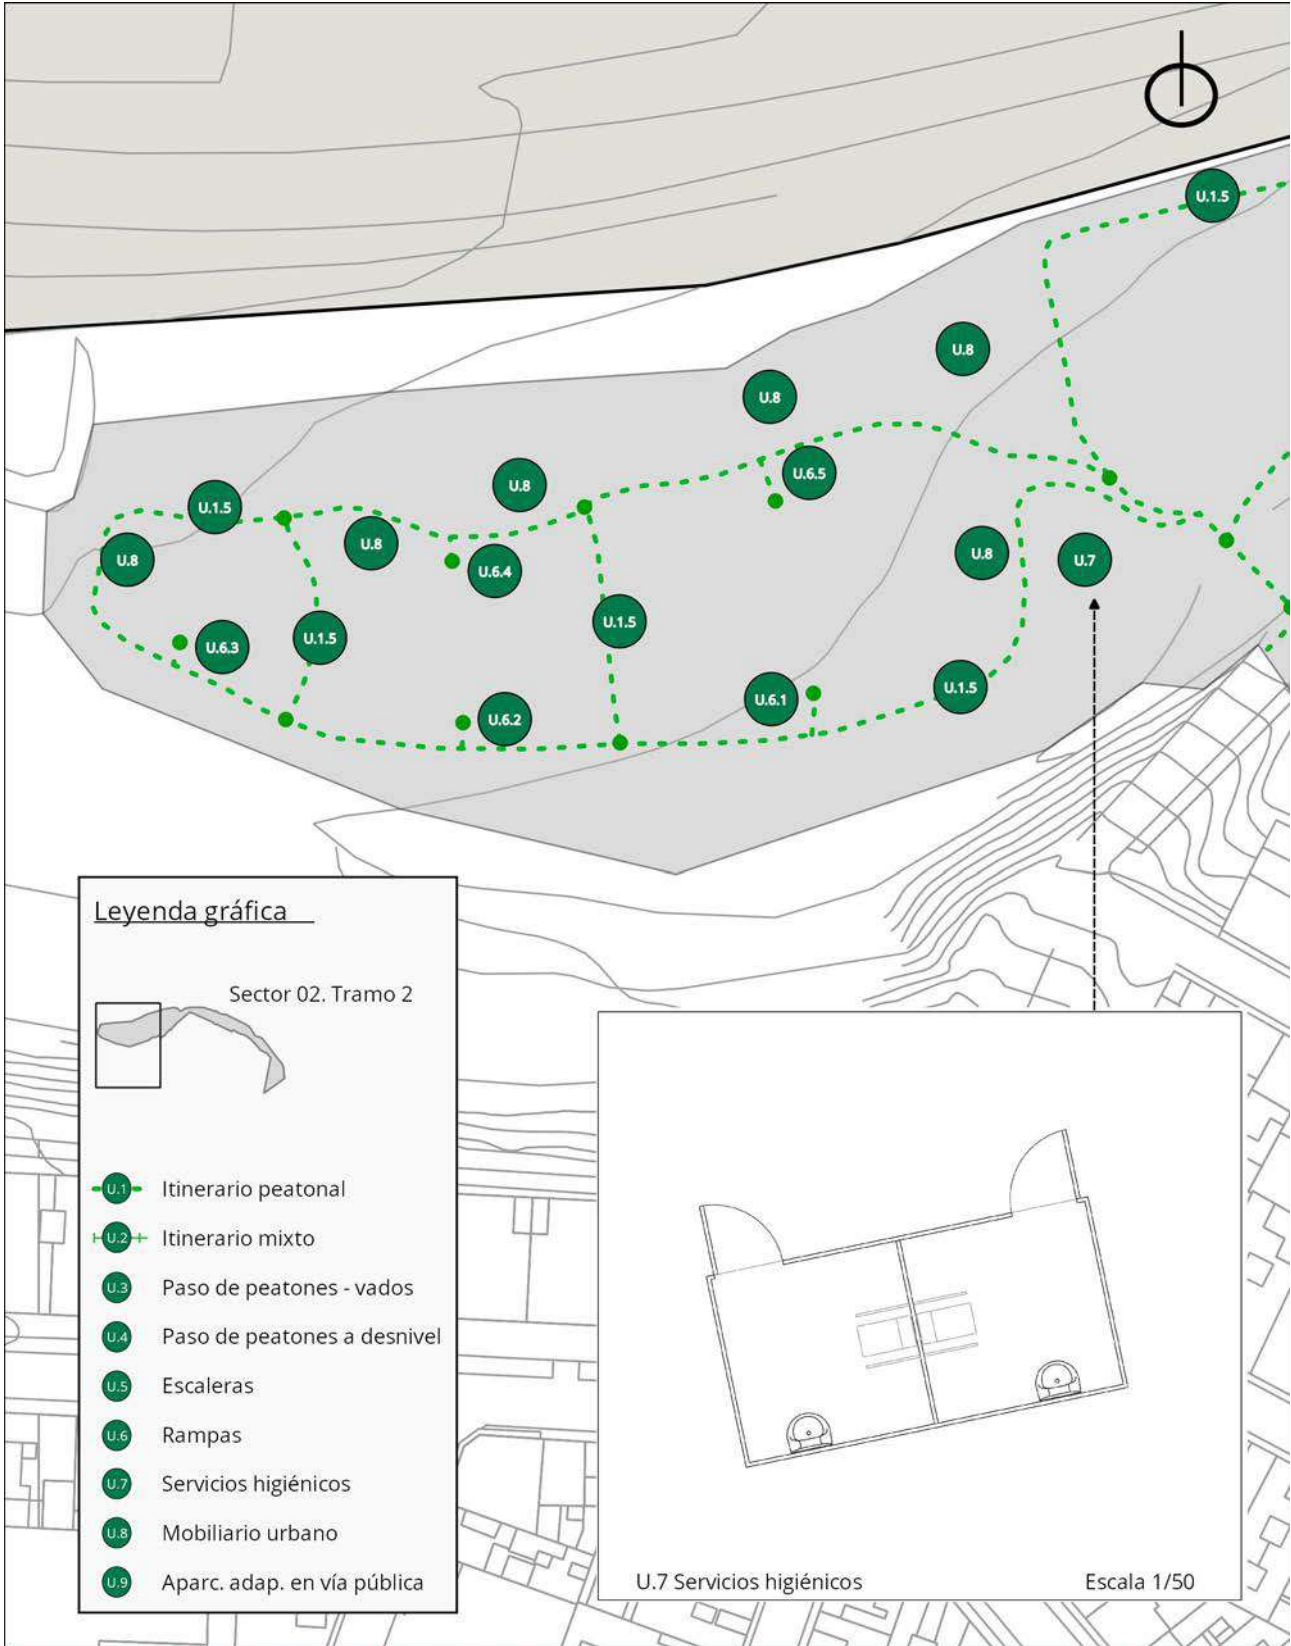 U.1.5
U.8
U.8
U.8
U.6.5
U.1.5
U.8
U.8
U.6.4
U.8
U.7
U.1.5
U.1.5
U.6.3
U.6.2
U.6.1
U.1.5
Leyenda gráfica
Sector 02. Tramo 2
U.1 Itinerario peatonal
U.2 Itinerario mixto
U.3 Paso de peatones - vados
U.4 Paso de peatones a desnivel
U.5 Escaleras
U.6 Rampas
U.7 Servicios higiénicos
U.8 Mobiliario urbano
U.9 Aparc. adap. en vía pública
U.7 Servicios higiénicos
Escala 1/50